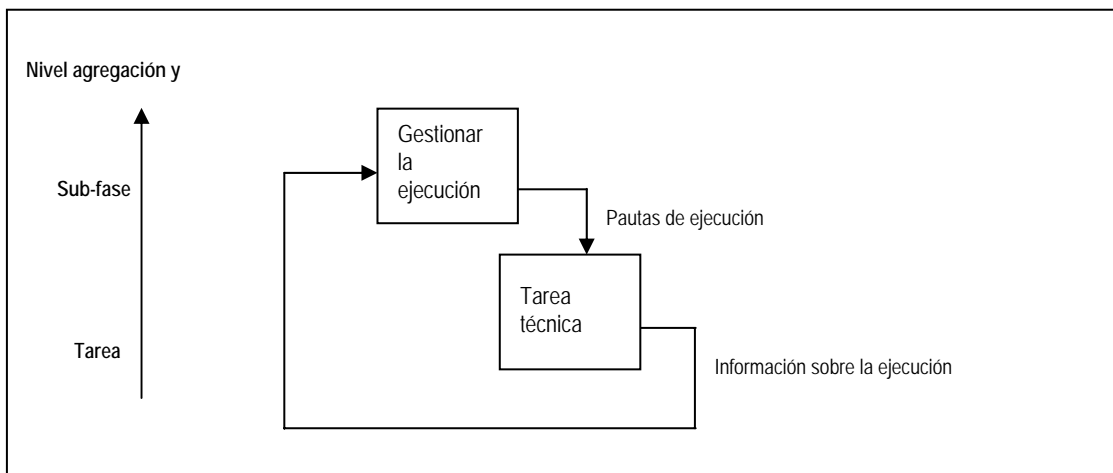 Nivel agregación y
Gestionar
la
ejecución
Sub-fase
Pautas de ejecución
Tarea
técnica
Tarea
Información sobre la ejecución